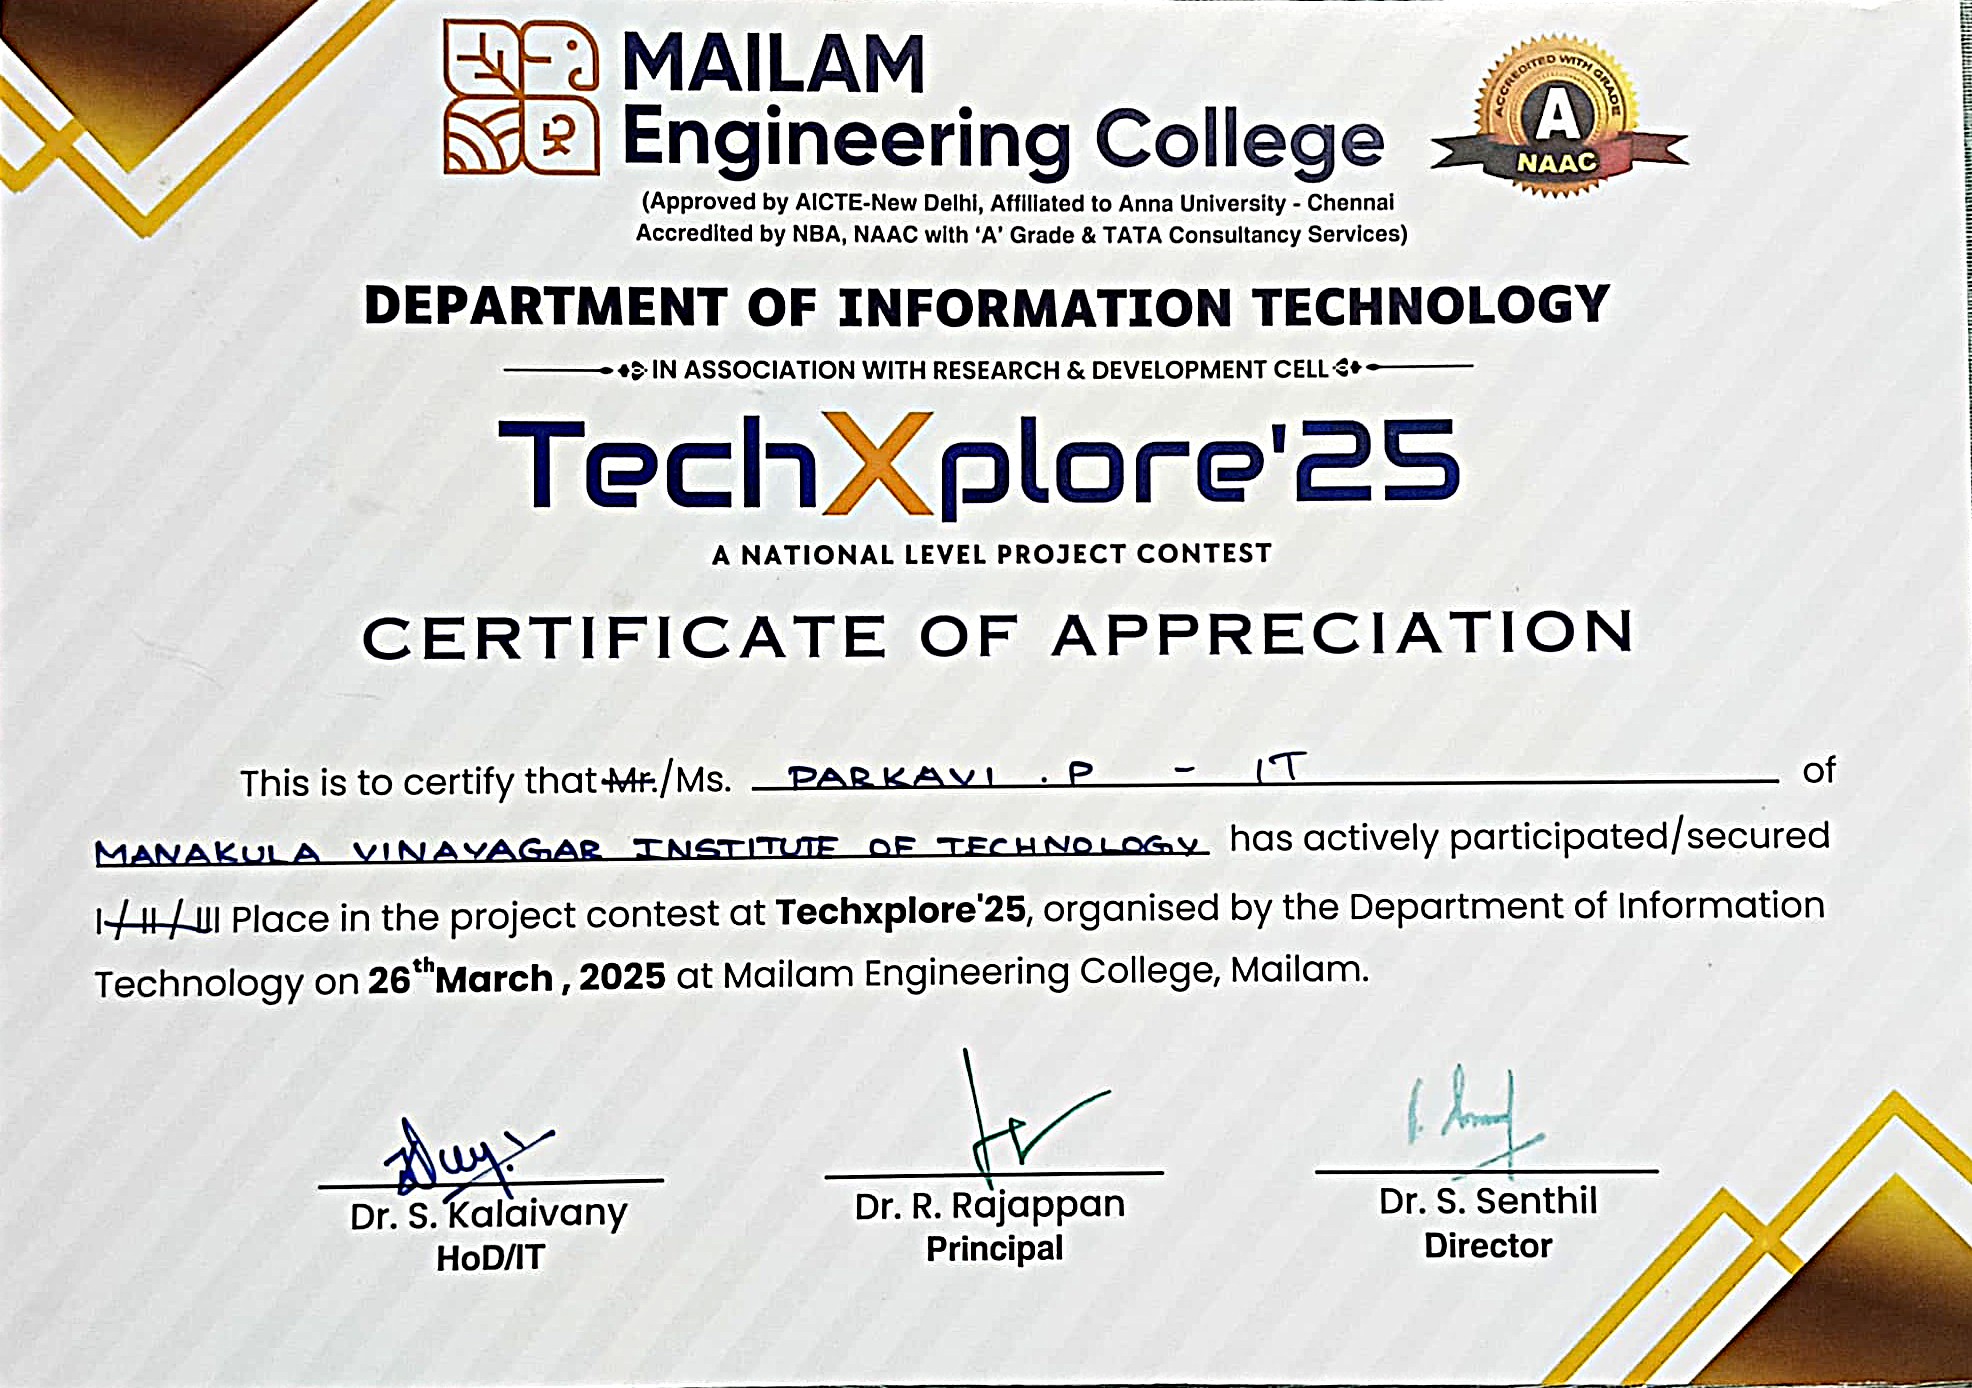 MAILAM
Engineering College
ACCREDITED WITH GRADE
A
NAAC
(Approved by AICTE-New Delhi, Affiliated to Anna University - Chennai
Accredited by NBA, NAAC with ‘A’ Grade & TATA Consultancy Services)
DEPARTMENT OF INFORMATION TECHNOLOGY
IN ASSOCIATION WITH RESEARCH & DEVELOPMENT CELL
TechXplore'25
A NATIONAL LEVEL PROJECT CONTEST
CERTIFICATE OF APPRECIATION
This is to certify that Mr./Ms. PARKAVI . P - IT of
MANAKULA VINAYAGAR INSTITUTE OF TECHNOLOGY has actively participated/secured
I/II/III Place in the project contest at Techxplore'25, organised by the Department of Information
Technology on 26th March, 2025 at Mailam Engineering College, Mailam.
Dr. S. Kalaivany
HoD/IT
Dr. R. Rajappan
Principal
Dr. S. Senthil
Director